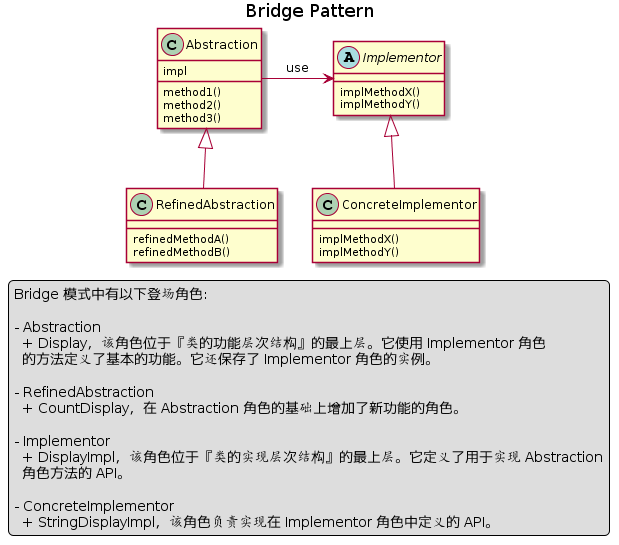 Bridge Pattern
C Abstraction
impl
method1()
method2()
method3()
use
A Implementor
implMethodX()
implMethodY()
C RefinedAbstraction
refinedMethodA()
refinedMethodB()
C ConcreteImplementor
implMethodX()
implMethodY()
Bridge 模式中有以下登场角色：
- Abstraction
+ Display，该角色位于『类的功能层次结构』的最上层。它使用 Implementor 角色
的方法定义了基本的功能。它还保存了 Implementor 角色的实例。
- RefinedAbstraction
+ CountDisplay，在 Abstraction 角色的基础上增加了新功能的角色。
- Implementor
+ DisplayImpl，该角色位于『类的实现层次结构』的最上层。它定义了用于实现 Abstraction
角色方法的 API。
- ConcreteImplementor
+ StringDisplayImpl，该角色负责实现在 Implementor 角色中定义的 API。